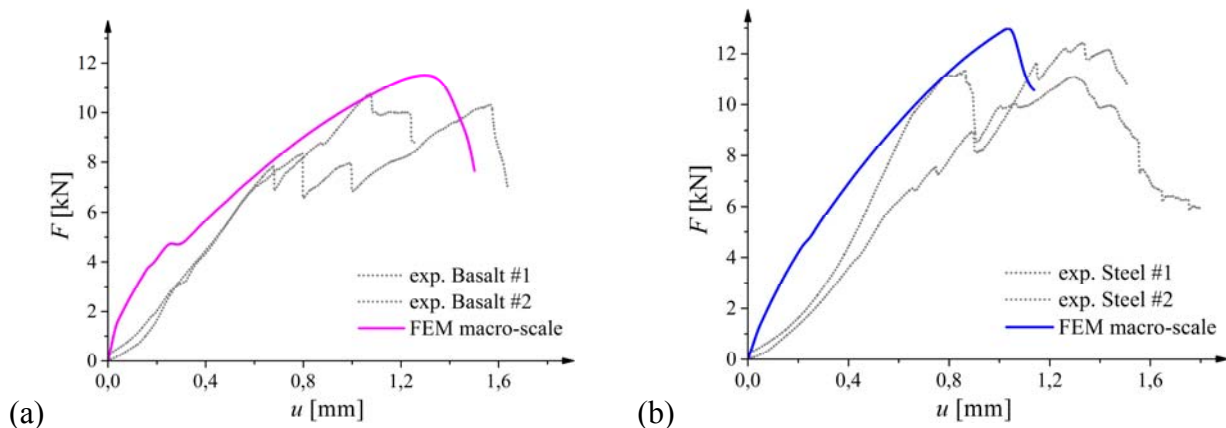 12
10
8
6
4
2
0
F [kN]
0,0 0,4 0,8 1,2 1,6
u [mm]
exp. Basalt #1
exp. Basalt #2
FEM macro-scale
(a)
12
10
8
6
4
2
0
F [kN]
0,0 0,4 0,8 1,2 1,6
u [mm]
exp. Steel #1
exp. Steel #2
FEM macro-scale
(b)